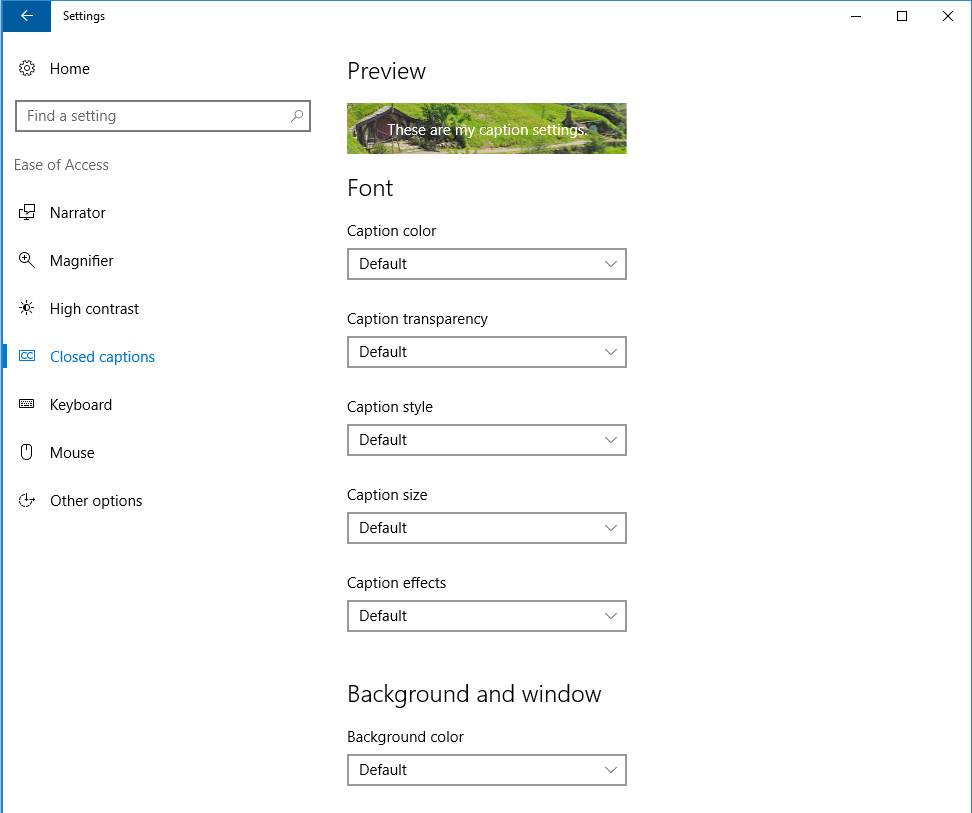 Settings
Home
Find a setting
Ease of Access
Narrator
Magnifier
High contrast
CC Closed captions
Keyboard
Mouse
Other options
Preview
These are my caption settings.
Font
Caption color
Default
Caption transparency
Default
Caption style
Default
Caption size
Default
Caption effects
Default
Background and window
Background color
Default